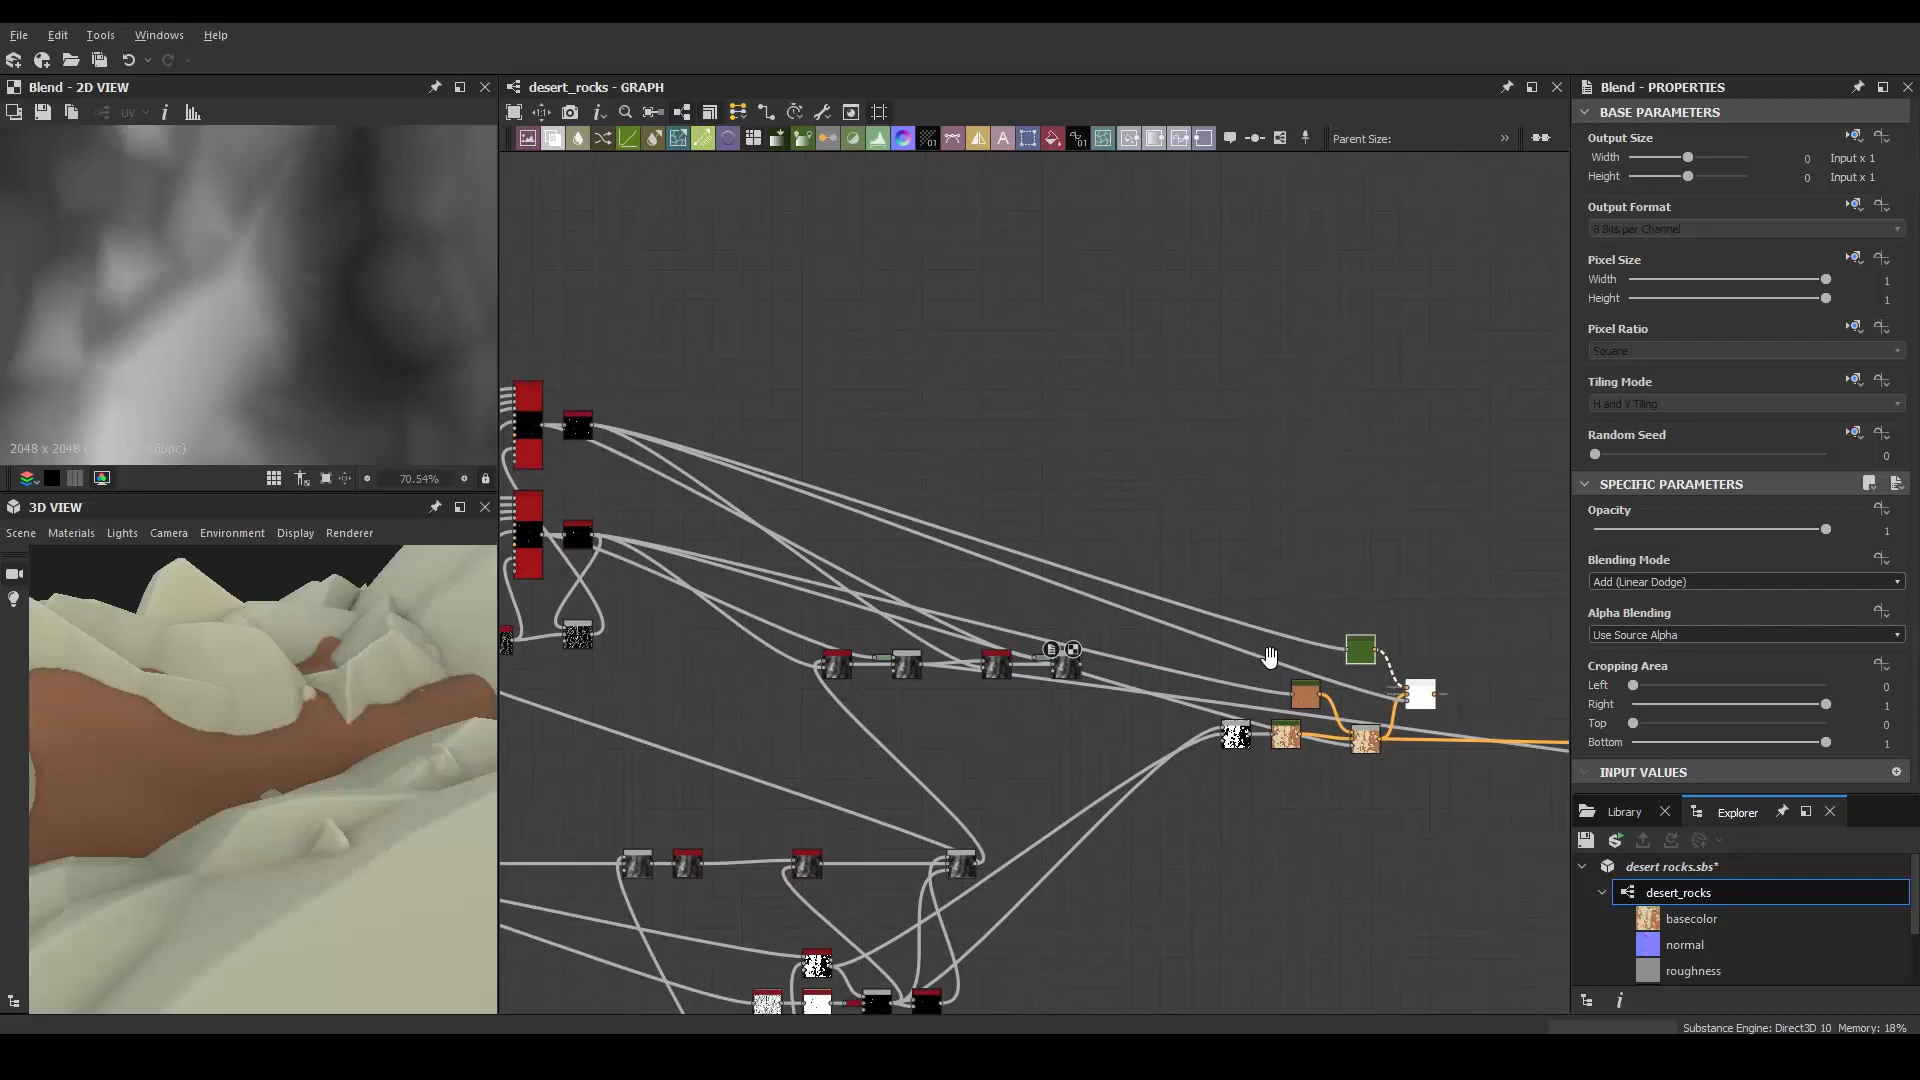 File Edit Tools Windows Help
Blend - 2D VIEW
UV
2048 x 2048
16bpc)
70.54%
3D VIEW
Scene Materials Lights Camera Environment Display Renderer
desert_rocks - GRAPH
Parent Size:
Blend - PROPERTIES
BASE PARAMETERS
Output Size
Width 0 Input x 1
Height 0 Input x 1
Output Format
8 Bits per Channel
Pixel Size
Width 1
Height 1
Pixel Ratio
Square
Tiling Mode
H and V Tiling
Random Seed
0
SPECIFIC PARAMETERS
Opacity
1
Blending Mode
Add (Linear Dodge)
Alpha Blending
Use Source Alpha
Cropping Area
Left 0
Right 1
Top 0
Bottom 1
INPUT VALUES
Library Explorer
desert rocks.sbs*
desert_rocks
basecolor
normal
roughness
Substance Engine: Direct3D 10 Memory: 18%